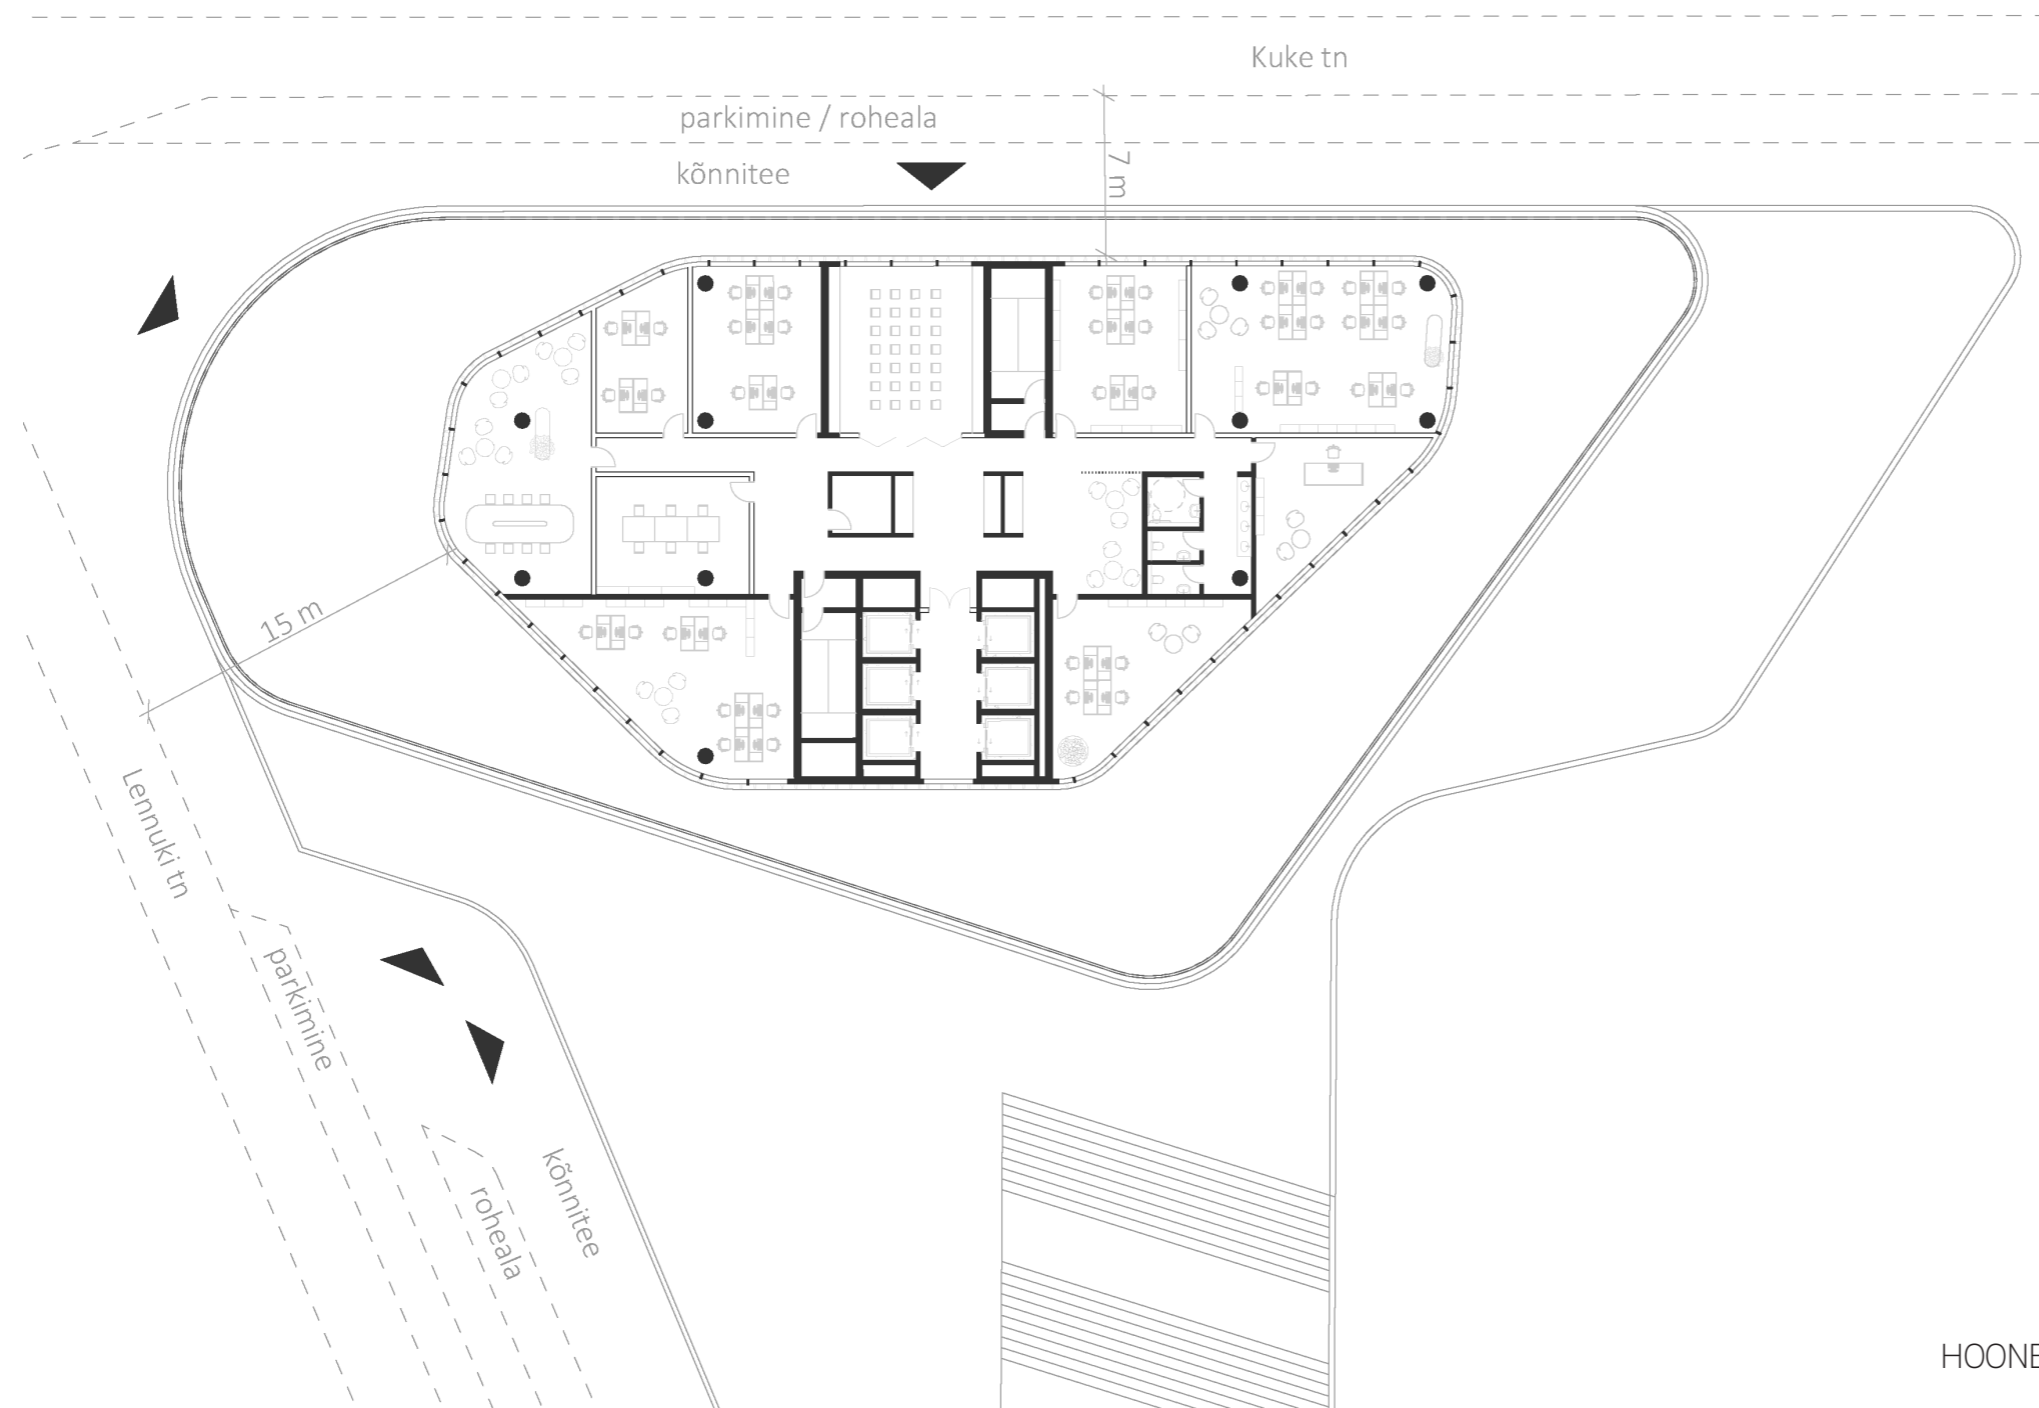 Kuke tn
parkimine / roheala
kõnnitee
7 m
15 m
Lennuki tn
parkimine
kõnnitee
roheala
HOONE